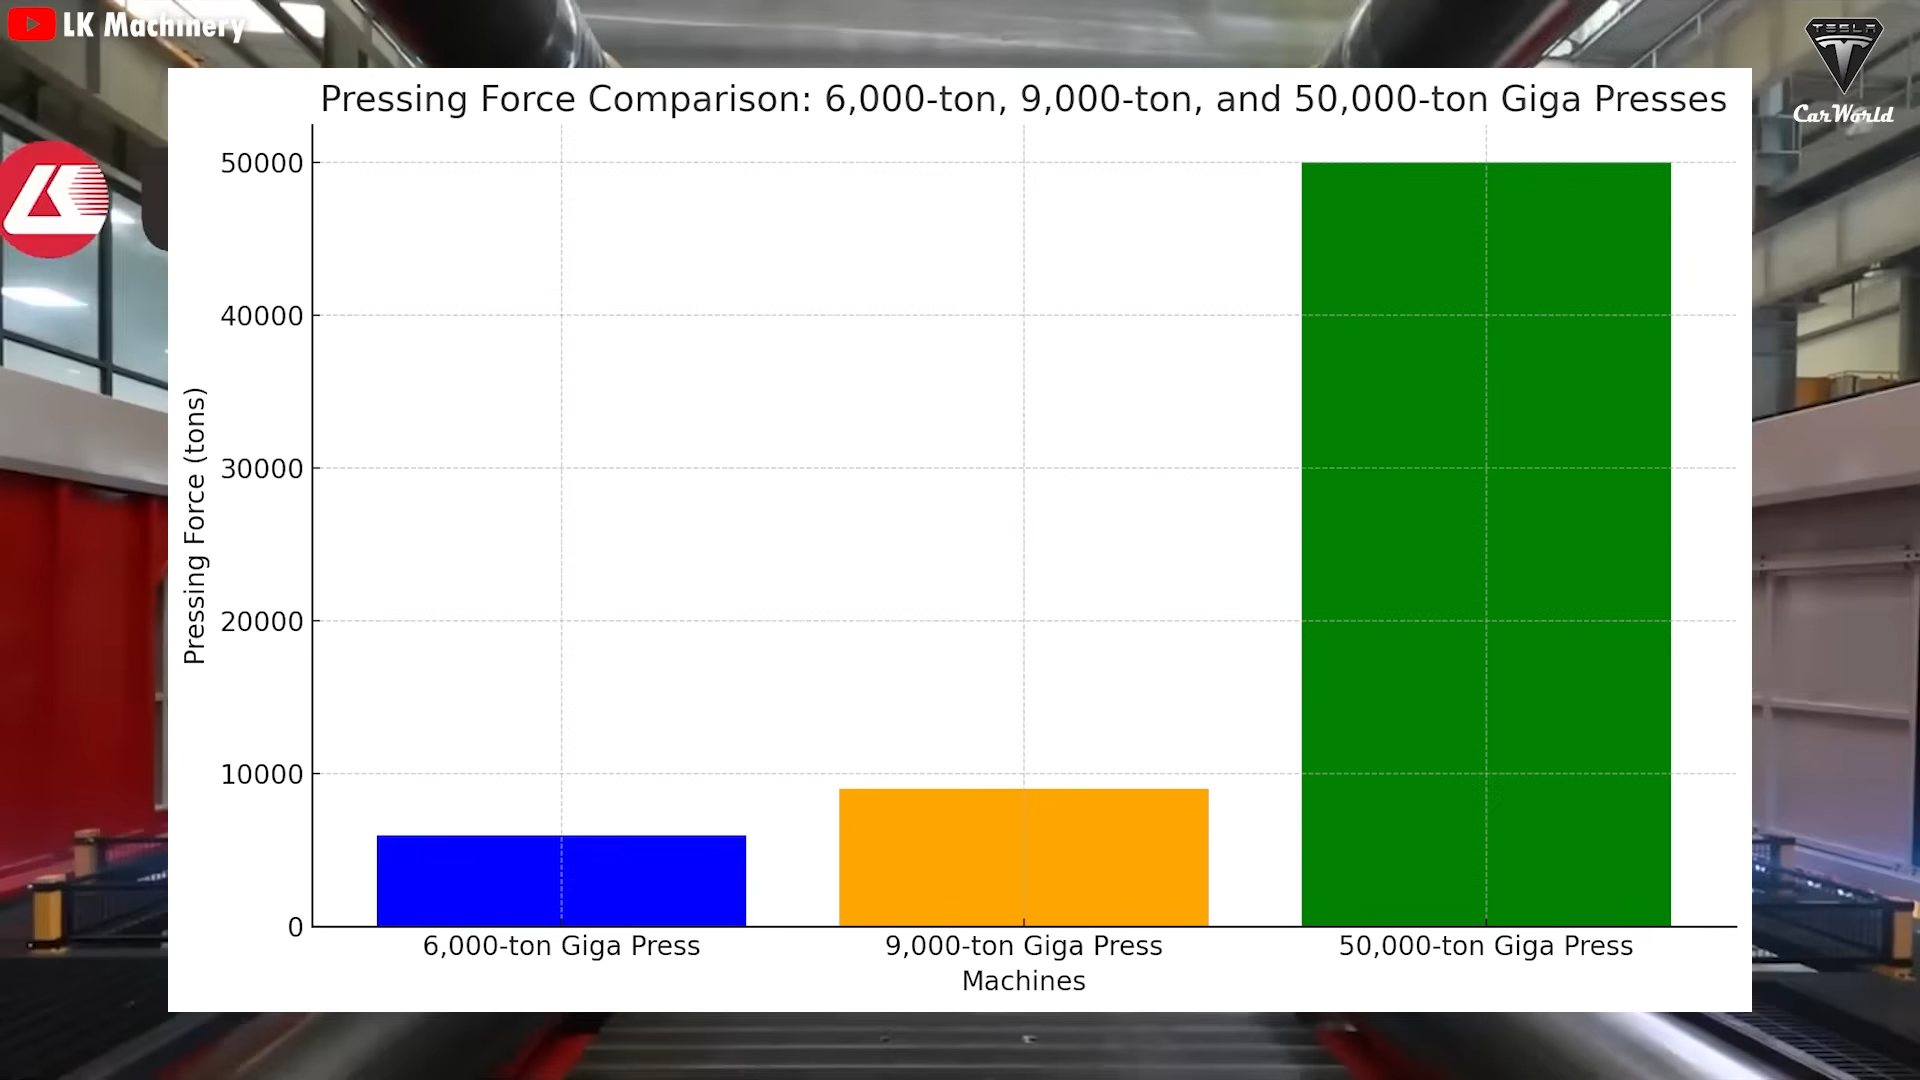 LK Machinery
TESLA
CarWorld
Pressing Force Comparison: 6,000-ton, 9,000-ton, and 50,000-ton Giga Presses
50000
40000
30000
20000
10000
0
Pressing Force (tons)
6,000-ton Giga Press
9,000-ton Giga Press
50,000-ton Giga Press
Machines